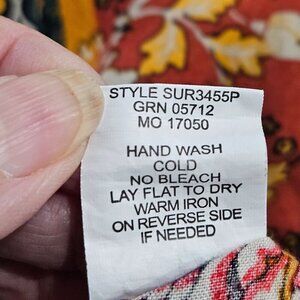 STYLE SUR3455P
GRN 05712
MO 17050
HAND WASH
COLD
NO BLEACH
LAY FLAT TO DRY
WARM IRON
ON REVERSE SIDE
IF NEEDED